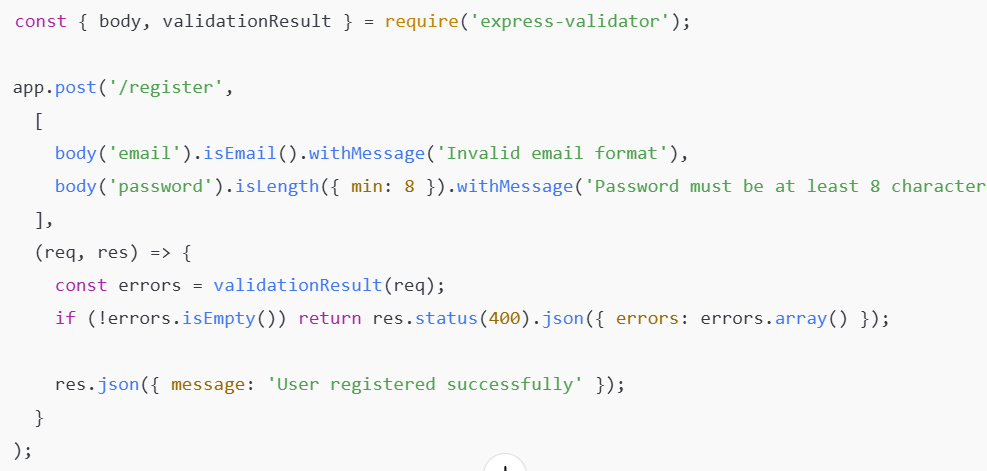 const { body, validationResult } = require('express-validator');
app.post('/register',
[
body('email').isEmail().withMessage('Invalid email format'),
body('password').isLength({ min: 8 }).withMessage('Password must be at least 8 character
],
(req, res) => {
const errors = validationResult(req);
if (!errors.isEmpty()) return res.status(400).json({ errors: errors.array() });
res.json({ message: 'User registered successfully' });
}
);